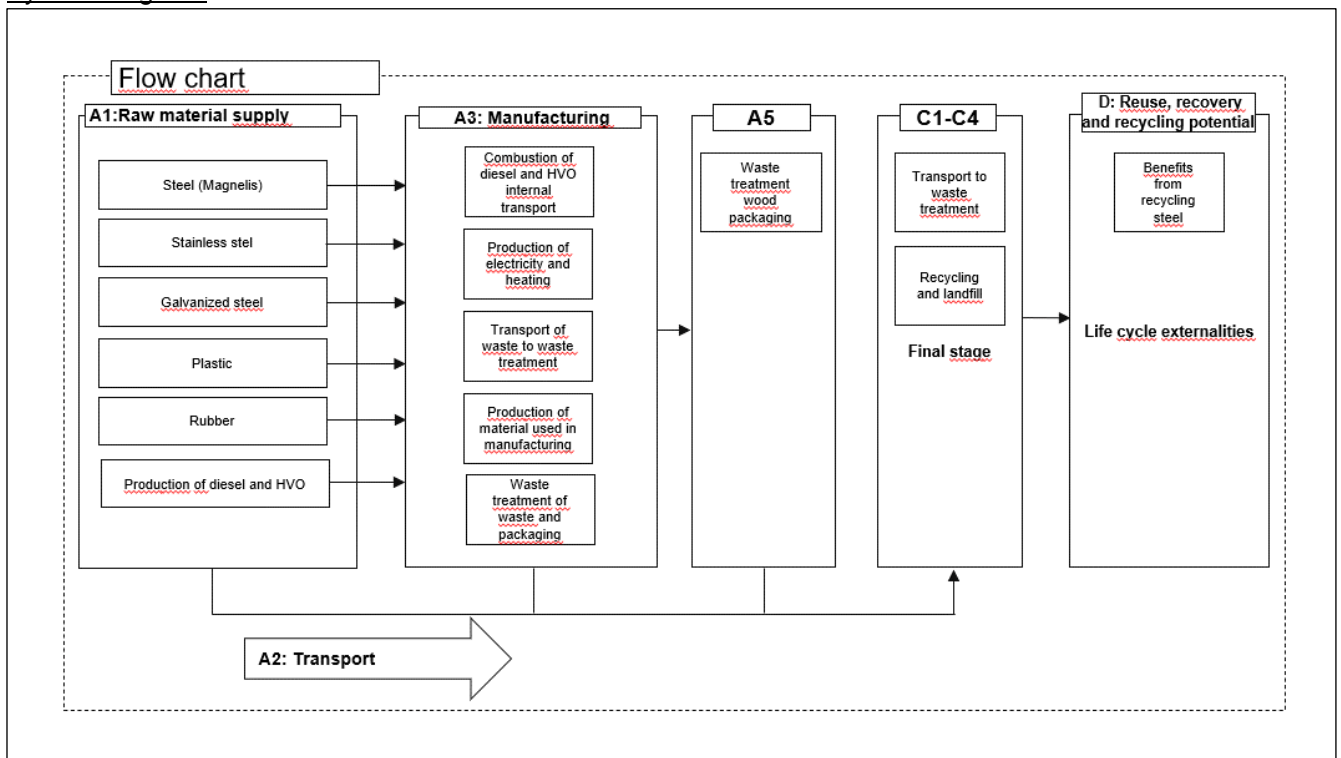 Flow chart
A1:Raw material supply
Steel (Magnelis)
Stainless stel
Galvanized steel
Plastic
Rubber
Production of diesel and HVO
A3: Manufacturing
Combustion of
diesel and HVO
internal
transport
Production of
electricity and
heating
Transport of
waste to waste
treatment
Production of
material used in
manufacturing
Waste
treatment of
waste and
packaging
A5
Waste
treatment
wood
packaging
C1-C4
Transport to
waste
treatment
Recycling
and landfill
Final stage
D: Reuse, recovery
and recycling potential
Benefits
from
recycling
steel
Life cycle externalities
A2: Transport